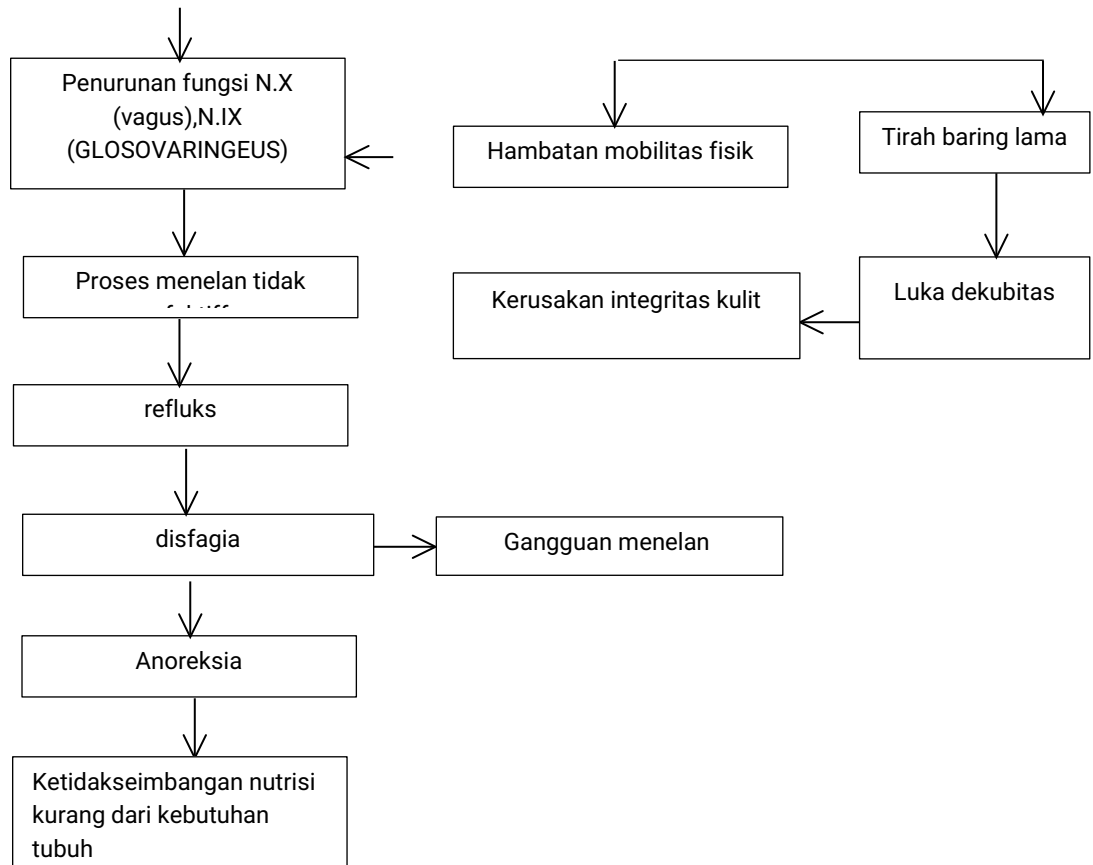 Penurunan fungsi N.X
(vagus),N.IX
(GLOSOVARINGEUS)
Hambatan mobilitas fisik
Tirah baring lama
Proses menelan tidak
Kerusakan integritas kulit
Luka dekubitas
refluks
disfagia
Gangguan menelan
Anoreksia
Ketidakseimbangan nutrisi
kurang dari kebutuhan
tubuh